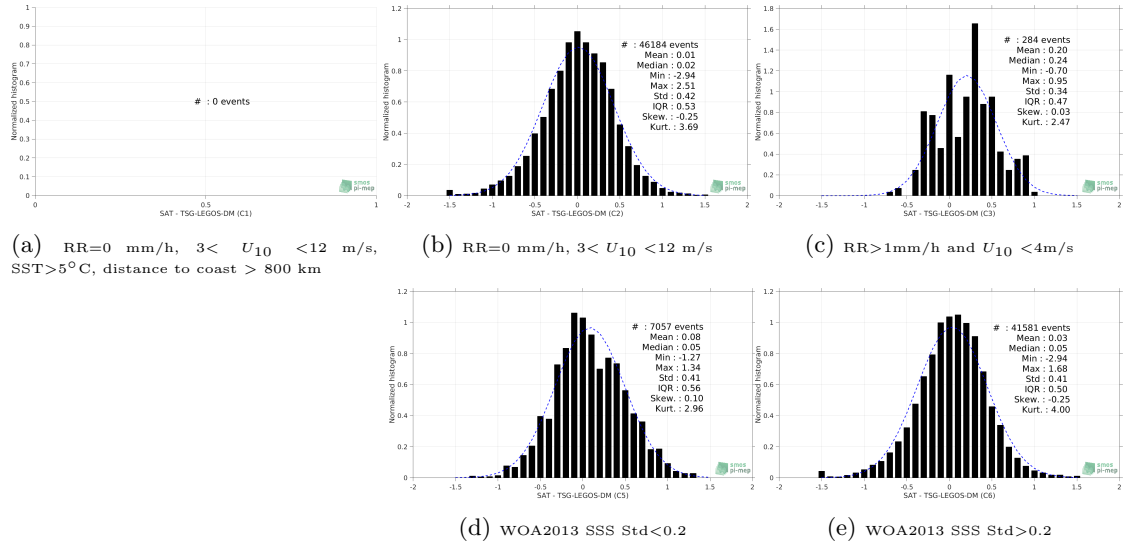 Normalized histogram
1
0.9
0.8
0.7
0.6
0.5
0.4
0.3
0.2
0.1
0
# : 0 events
smos
pi-mep
0 0.5 1
SAT - TSG-LEGOS-DM (C1)
(a) RR=0 mm/h, 3< U10 <12 m/s,
SST>5°C, distance to coast > 800 km
Normalized histogram
1.2
1
0.8
0.6
0.4
0.2
0
# : 46184 events
Mean : 0.01
Median : 0.02
Min : -2.94
Max : 2.51
Std : 0.42
IQR : 0.53
Skew. : -0.25
Kurt. : 3.69
smos
pi-mep
-2 -1.5 -1 -0.5 0 0.5 1 1.5 2
SAT - TSG-LEGOS-DM (C2)
(b) RR=0 mm/h, 3< U10 <12 m/s
Normalized histogram
1.8
1.6
1.4
1.2
1
0.8
0.6
0.4
0.2
0
# : 284 events
Mean : 0.20
Median : 0.24
Min : -0.70
Max : 0.95
Std : 0.34
IQR : 0.47
Skew. : 0.03
Kurt. : 2.47
smos
pi-mep
-2 -1.5 -1 -0.5 0 0.5 1 1.5 2
SAT - TSG-LEGOS-DM (C3)
(c) RR>1mm/h and U10 <4m/s
Normalized histogram
1.2
1
0.8
0.6
0.4
0.2
0
# : 7057 events
Mean : 0.08
Median : 0.05
Min : -1.27
Max : 1.34
Std : 0.41
IQR : 0.56
Skew. : 0.10
Kurt. : 2.96
smos
pi-mep
-2 -1.5 -1 -0.5 0 0.5 1 1.5 2
SAT - TSG-LEGOS-DM (C5)
(d) WOA2013 SSS Std<0.2
Normalized histogram
1.2
1
0.8
0.6
0.4
0.2
0
# : 41581 events
Mean : 0.03
Median : 0.05
Min : -2.94
Max : 1.68
Std : 0.41
IQR : 0.50
Skew. : -0.25
Kurt. : 4.00
smos
pi-mep
-2 -1.5 -1 -0.5 0 0.5 1 1.5 2
SAT - TSG-LEGOS-DM (C6)
(e) WOA2013 SSS Std>0.2